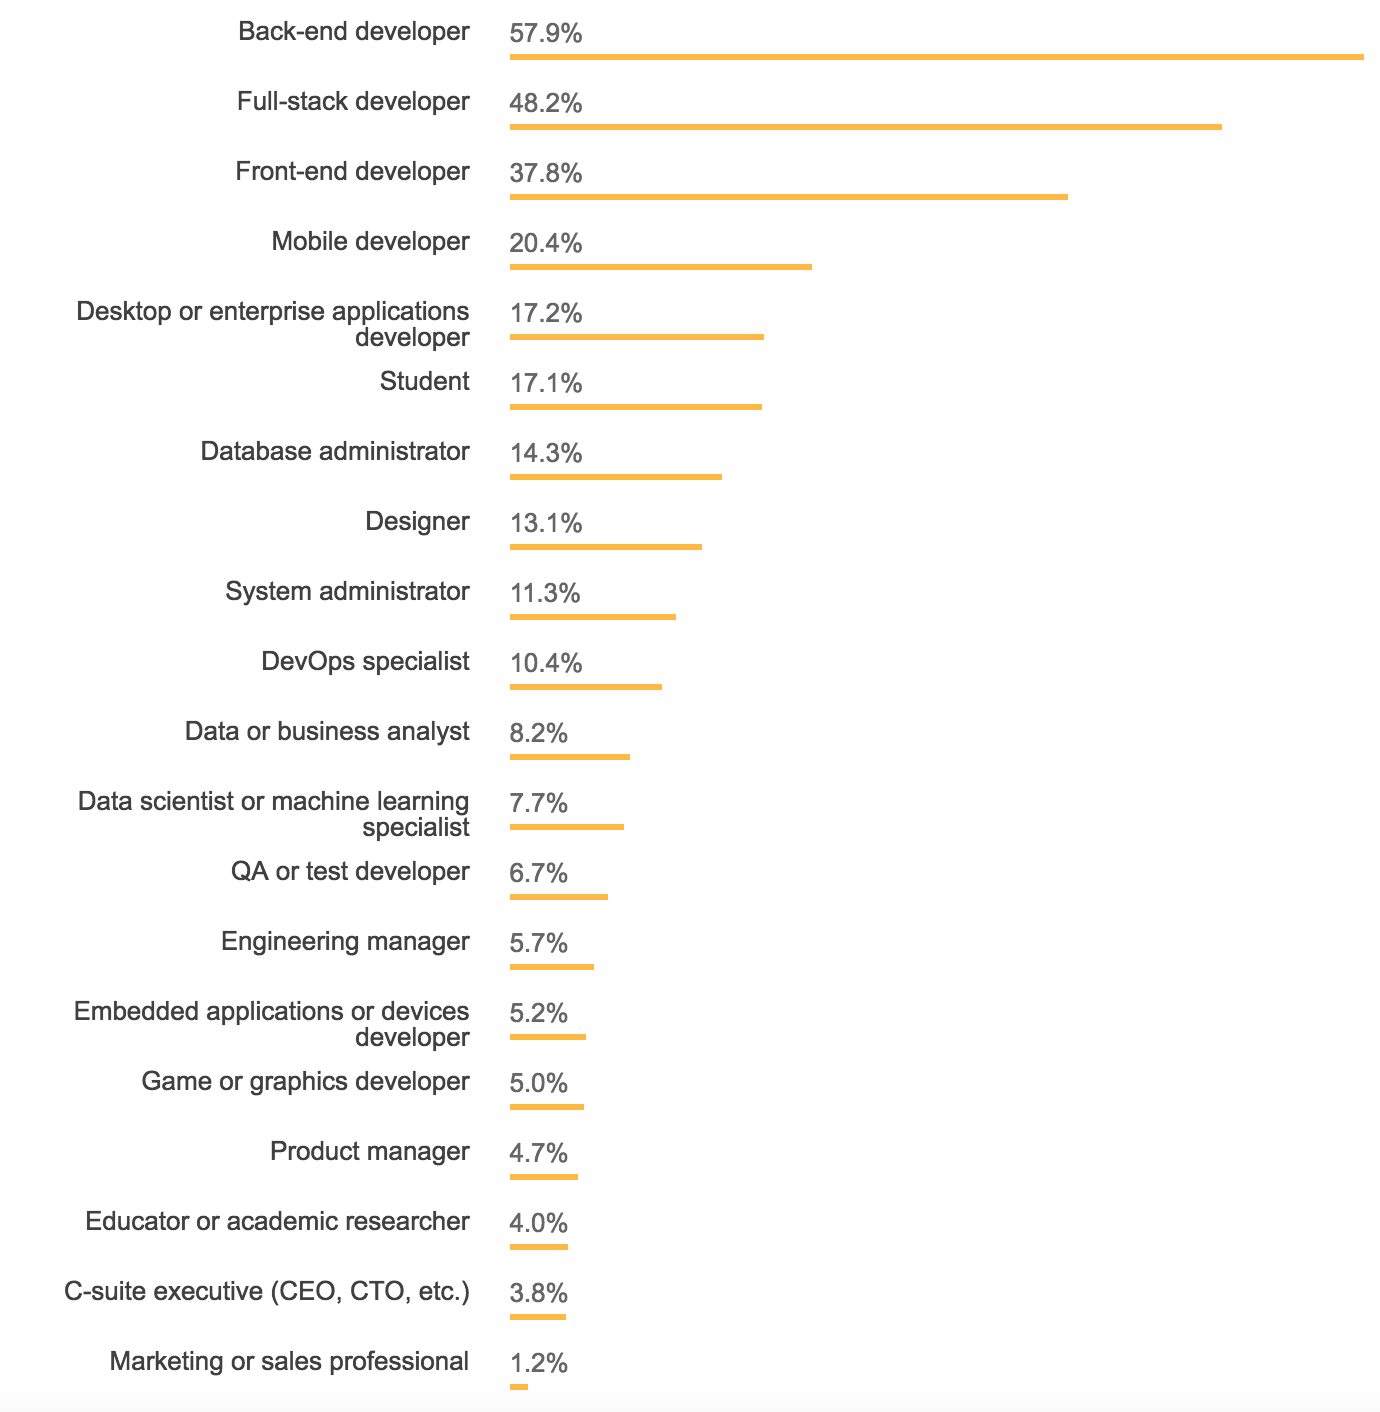 Back-end developer 57.9%
Full-stack developer 48.2%
Front-end developer 37.8%
Mobile developer 20.4%
Desktop or enterprise applications 17.2%
developer
Student 17.1%
Database administrator 14.3%
Designer 13.1%
System administrator 11.3%
DevOps specialist 10.4%
Data or business analyst 8.2%
Data scientist or machine learning 7.7%
specialist
QA or test developer 6.7%
Engineering manager 5.7%
Embedded applications or devices 5.2%
developer
Game or graphics developer 5.0%
Product manager 4.7%
Educator or academic researcher 4.0%
C-suite executive (CEO, CTO, etc.) 3.8%
Marketing or sales professional 1.2%